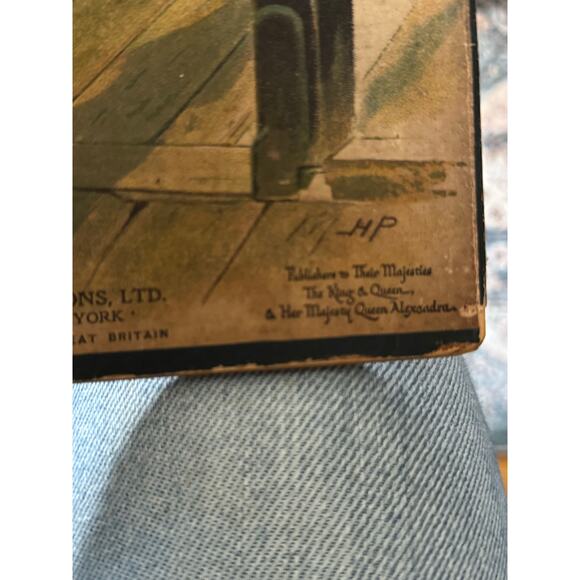 HP
Publishers to Their Majesties
The King & Queen,
& Her Majesty Queen Alexandra.
ONS, LTD.
YORK
EAT BRITAIN